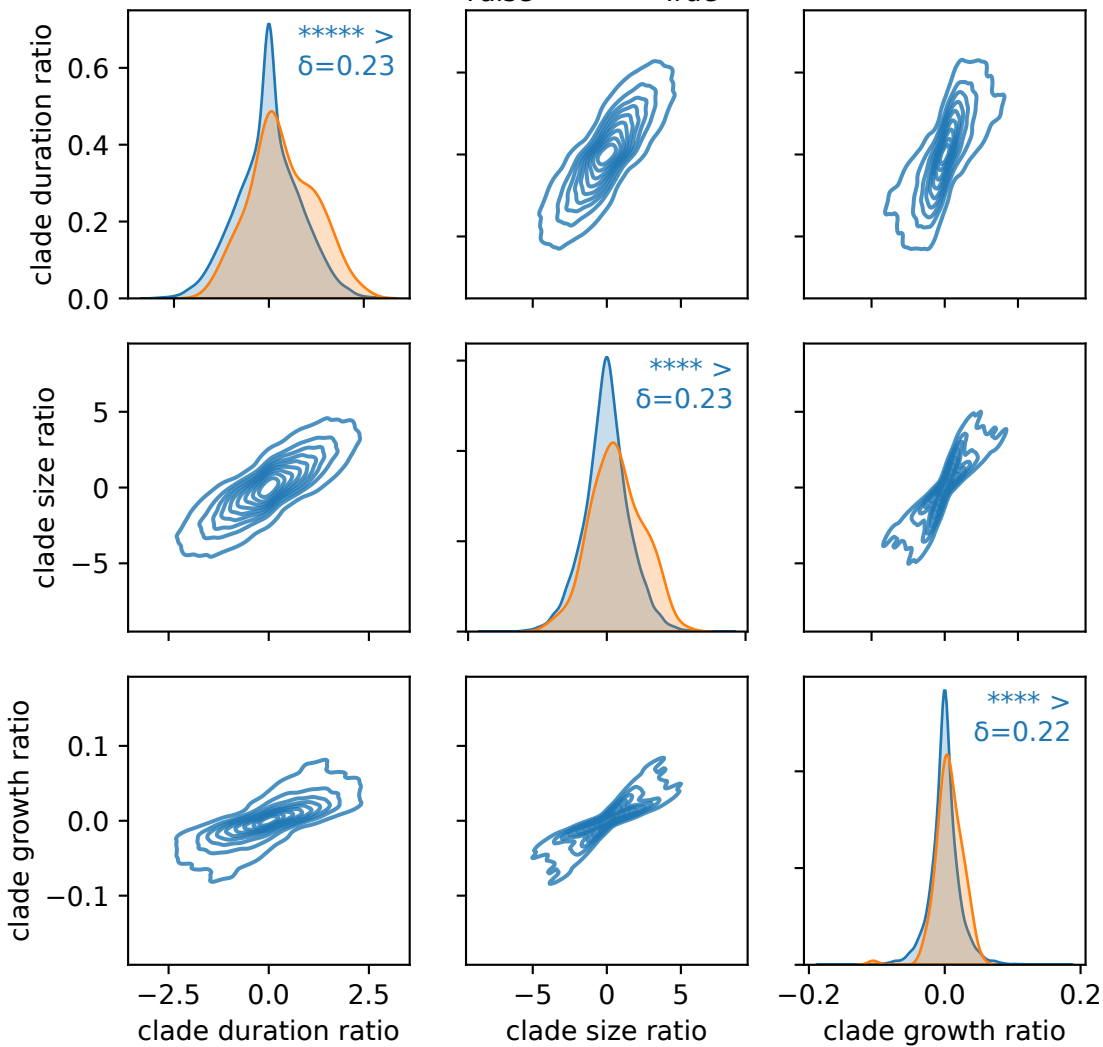 clade duration ratio
0.6
0.4
0.2
0.0
***** >
δ=0.23
clade size ratio
5
0
−5
**** >
δ=0.23
clade growth ratio
0.1
0.0
−0.1
**** >
δ=0.22
−2.5 0.0 2.5
−5 0 5
−0.2 0.0 0.2
clade duration ratio
clade size ratio
clade growth ratio